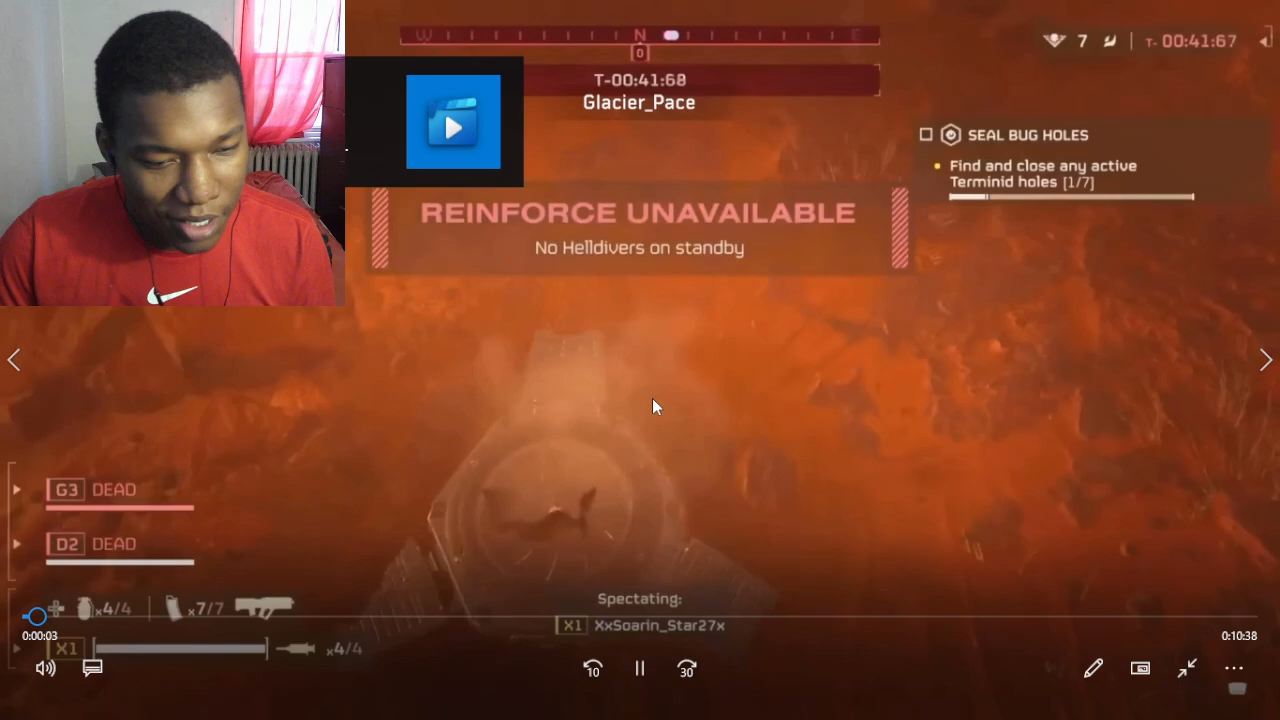 W N E
0
7 T- 00:41:67
T-00:41:68
Glacier_Pace
SEAL BUG HOLES
Find and close any active
Terminid holes [1/7]
REINFORCE UNAVAILABLE
No Helldivers on standby
G3 DEAD
D2 DEAD
x4/4 x7/7
Spectating:
X1 XxSoarin_Star27x
0:00:03
0:10:38
X1 x4/4
10
30